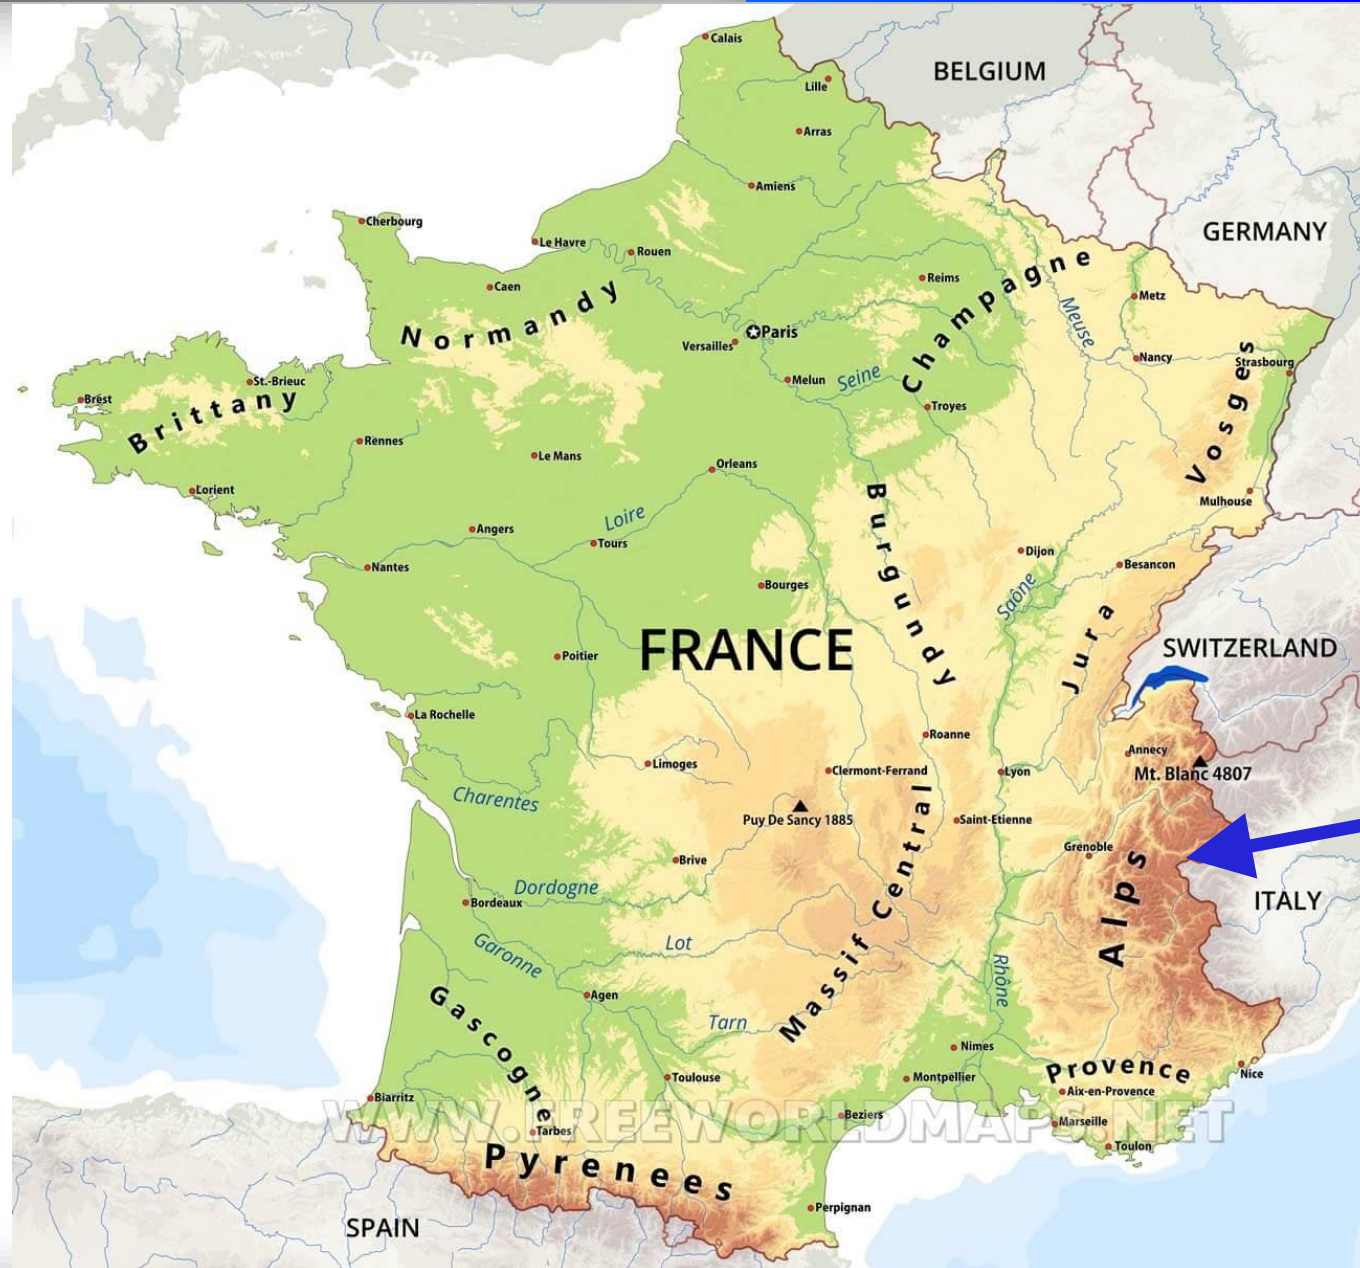 Calais
BELGIUM
Lille
Arras
Amiens
Cherbourg
GERMANY
Le Havre
Rouen
Champagne
Reims
Caen
Metz
Normandy
Meuse
Paris
Versailles
Nancy
Strasbourg
Vosges
St.-Brieuc
Melun
Seine
Brest
Brittany
Troyes
Rennes
Le Mans
Orleans
Lorient
Burgundy
Mulhouse
Angers
Loire
Tours
Dijon
Nantes
Besancon
Bourges
Saône
Jura
FRANCE
SWITZERLAND
Poitier
La Rochelle
Roanne
Annecy
Limoges
Clermont-Ferrand
Lyon
Mt. Blanc 4807
Charentes
Puy De Sancy 1885
Saint-Etienne
Massif Central
Grenoble
Brive
Alps
Dordogne
Bordeaux
ITALY
Garonne
Lot
Rhône
Gascogne
Agen
Tarn
Nimes
Provence
Nice
Toulouse
Montpellier
Aix-en-Provence
Biarritz
WWW.FREEWORLDMAPS.NET
Beziers
Marseille
Tarbes
Toulon
Pyrenees
Perpignan
SPAIN